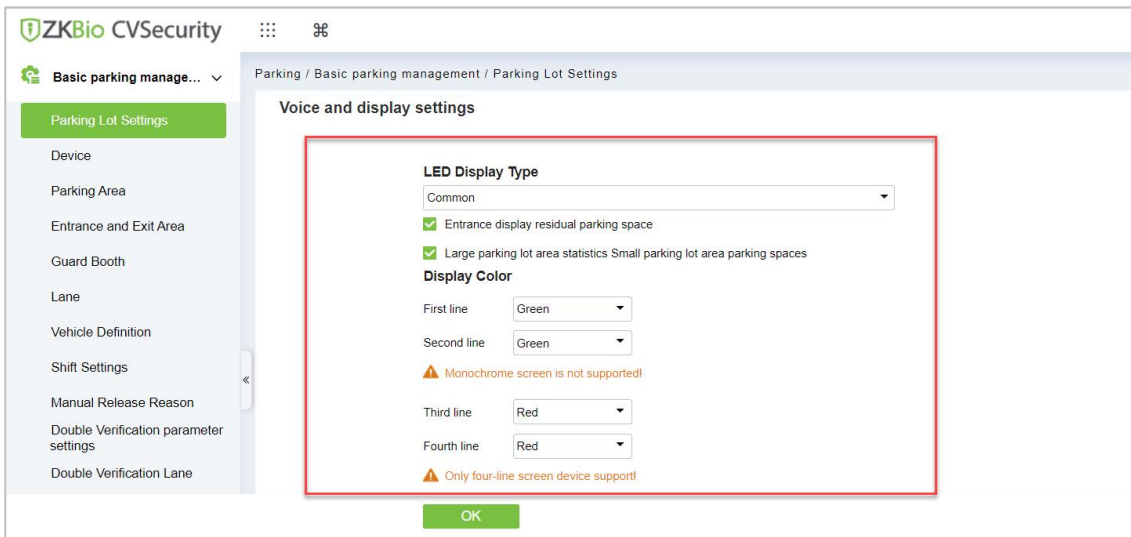 ZKBio CVSecurity
Basic parking manage...
Parking / Basic parking management / Parking Lot Settings
Parking Lot Settings
Device
Parking Area
Entrance and Exit Area
Guard Booth
Lane
Vehicle Definition
Shift Settings
Manual Release Reason
Double Verification parameter
settings
Double Verification Lane
Voice and display settings
LED Display Type
Common
Entrance display residual parking space
Large parking lot area statistics Small parking lot area parking spaces
Display Color
First line Green
Second line Green
Monochrome screen is not supported!
Third line Red
Fourth line Red
Only four-line screen device support!
OK